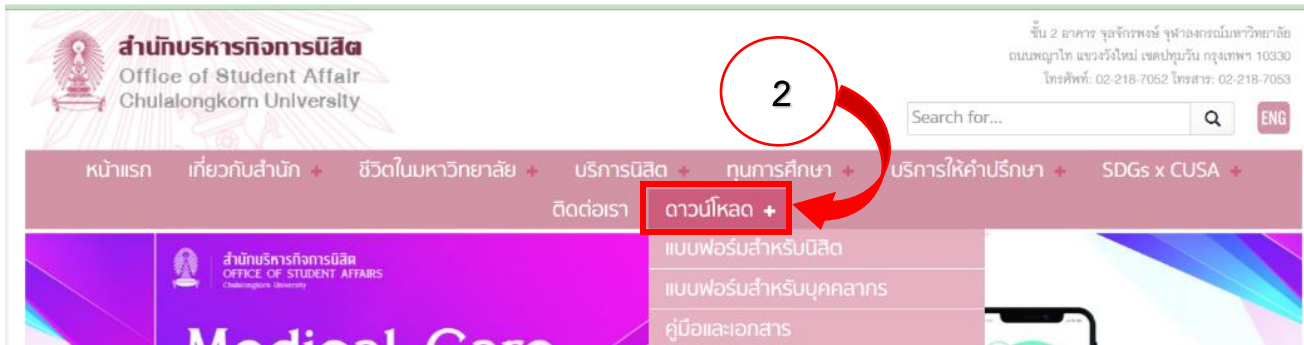 สำนักบริหารกิจการนิสิต
Office of Student Affair
Chulalongkorn University
ชั้น 2 อาคาร จุลจักรพงษ์ จุฬาลงกรณ์มหาวิทยาลัย
ถนนพญาไท แขวงวังใหม่ เขตปทุมวัน กรุงเทพฯ 10330
โทรศัพท์: 02-218-7052 โทรสาร: 02-218-7053
2
Search for...
ENG
หน้าแรก เกี่ยวกับสำนัก + ชีวิตในมหาวิทยาลัย + บริการนิสิต + ทุนการศึกษา + บริการให้คำปรึกษา + SDGs x CUSA +
ติดต่อเรา ดาวน์โหลด +
แบบฟอร์มสำหรับนิสิต
แบบฟอร์มสำหรับบุคคลากร
คู่มือและเอกสาร
สำนักบริหารกิจการนิสิต
OFFICE OF STUDENT AFFAIRS
Chulalongkorn University
Medical Care